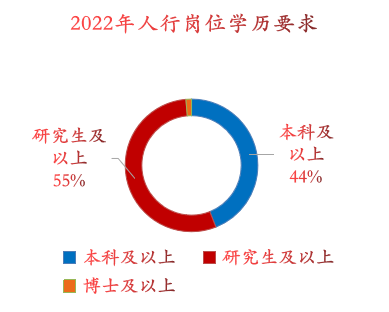 2022年人行岗位学历要求
研究生及
以上
55%
本科及
以上
44%
本科及以上
研究生及以上
博士及以上